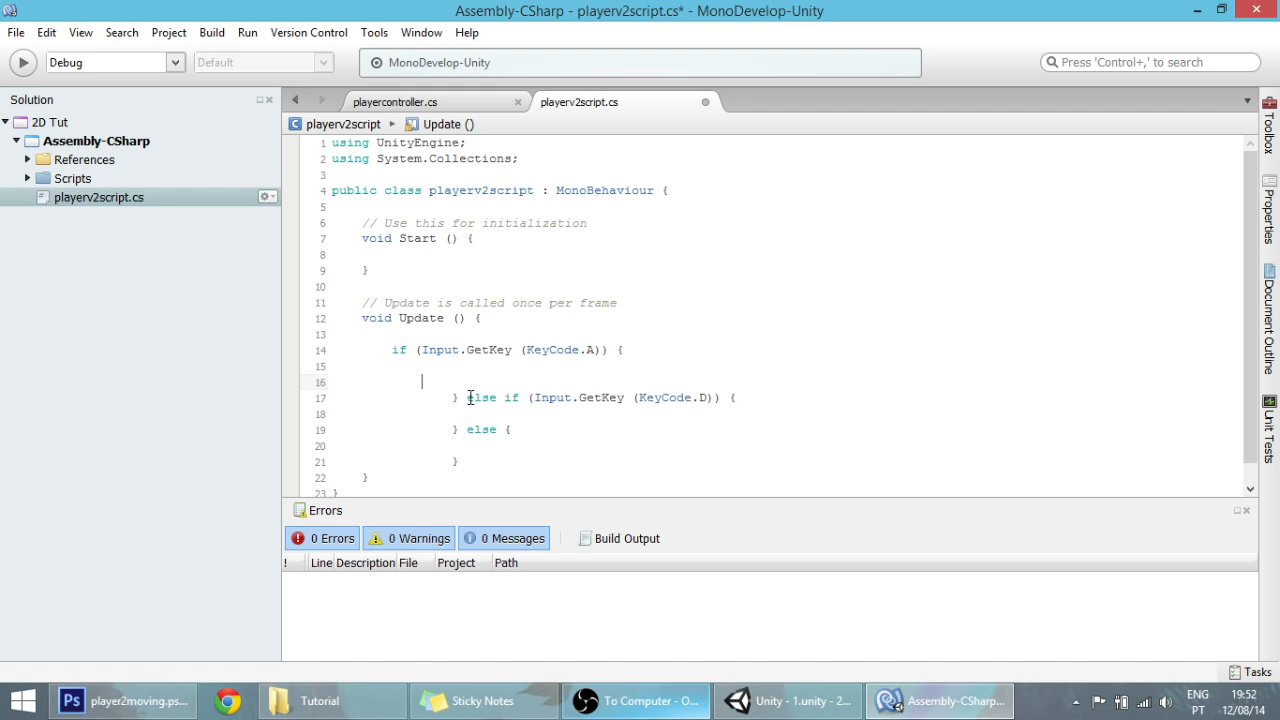 Assembly-CSharp - playerv2script.cs* - MonoDevelop-Unity
File Edit View Search Project Build Run Version Control Tools Window Help
Debug Default MonoDevelop-Unity Press 'Control+,' to search
Solution
2D Tut
Assembly-CSharp
References
Scripts
playerv2script.cs
playercontroller.cs playerv2script.cs
playerv2script Update ()
1 using UnityEngine;
2 using System.Collections;
3
4 public class playerv2script : MonoBehaviour {
5
6 // Use this for initialization
7 void Start () {
8
9 }
10
11 // Update is called once per frame
12 void Update () {
13
14 if (Input.GetKey (KeyCode.A)) {
15
16
17 } else if (Input.GetKey (KeyCode.D)) {
18
19 } else {
20
21 }
22 }
23 }
Toolbox
Properties
Document Outline
Unit Tests
Errors
0 Errors 0 Warnings 0 Messages Build Output
! Line Description File Project Path
Tasks
Ps player2moving.ps... Tutorial Sticky Notes To Computer - O... Unity - 1.unity - 2... Assembly-CSharp... ENG 19:52
PT 12/08/14